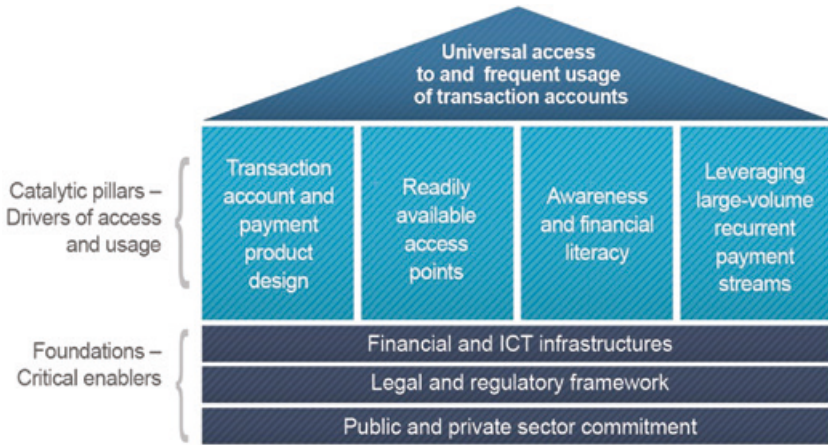 Universal access
to and frequent usage
of transaction accounts
Catalytic pillars –
Drivers of access
and usage
Transaction
account and
payment
product
design
Readily
available
access
points
Awareness
and financial
literacy
Leveraging
large-volume
recurrent
payment
streams
Foundations –
Critical enablers
Financial and ICT infrastructures
Legal and regulatory framework
Public and private sector commitment